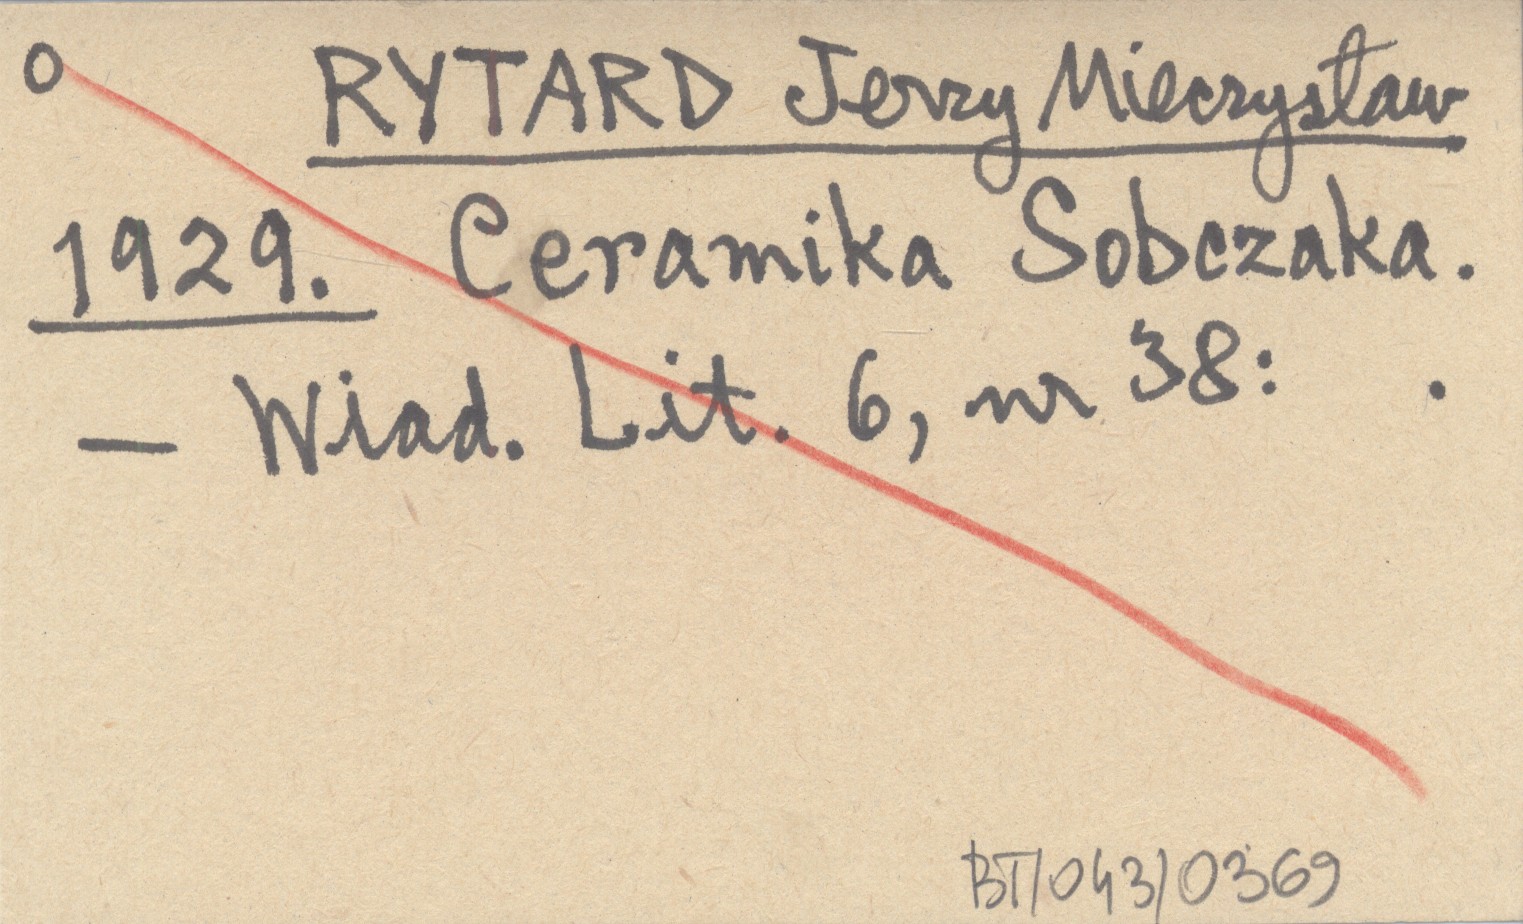 O RYTARD Jerzy Mieczysław
1929. Ceramika Sobczaka.
— Wiad. Lit. 6, nr 38: .
BT/043/0369